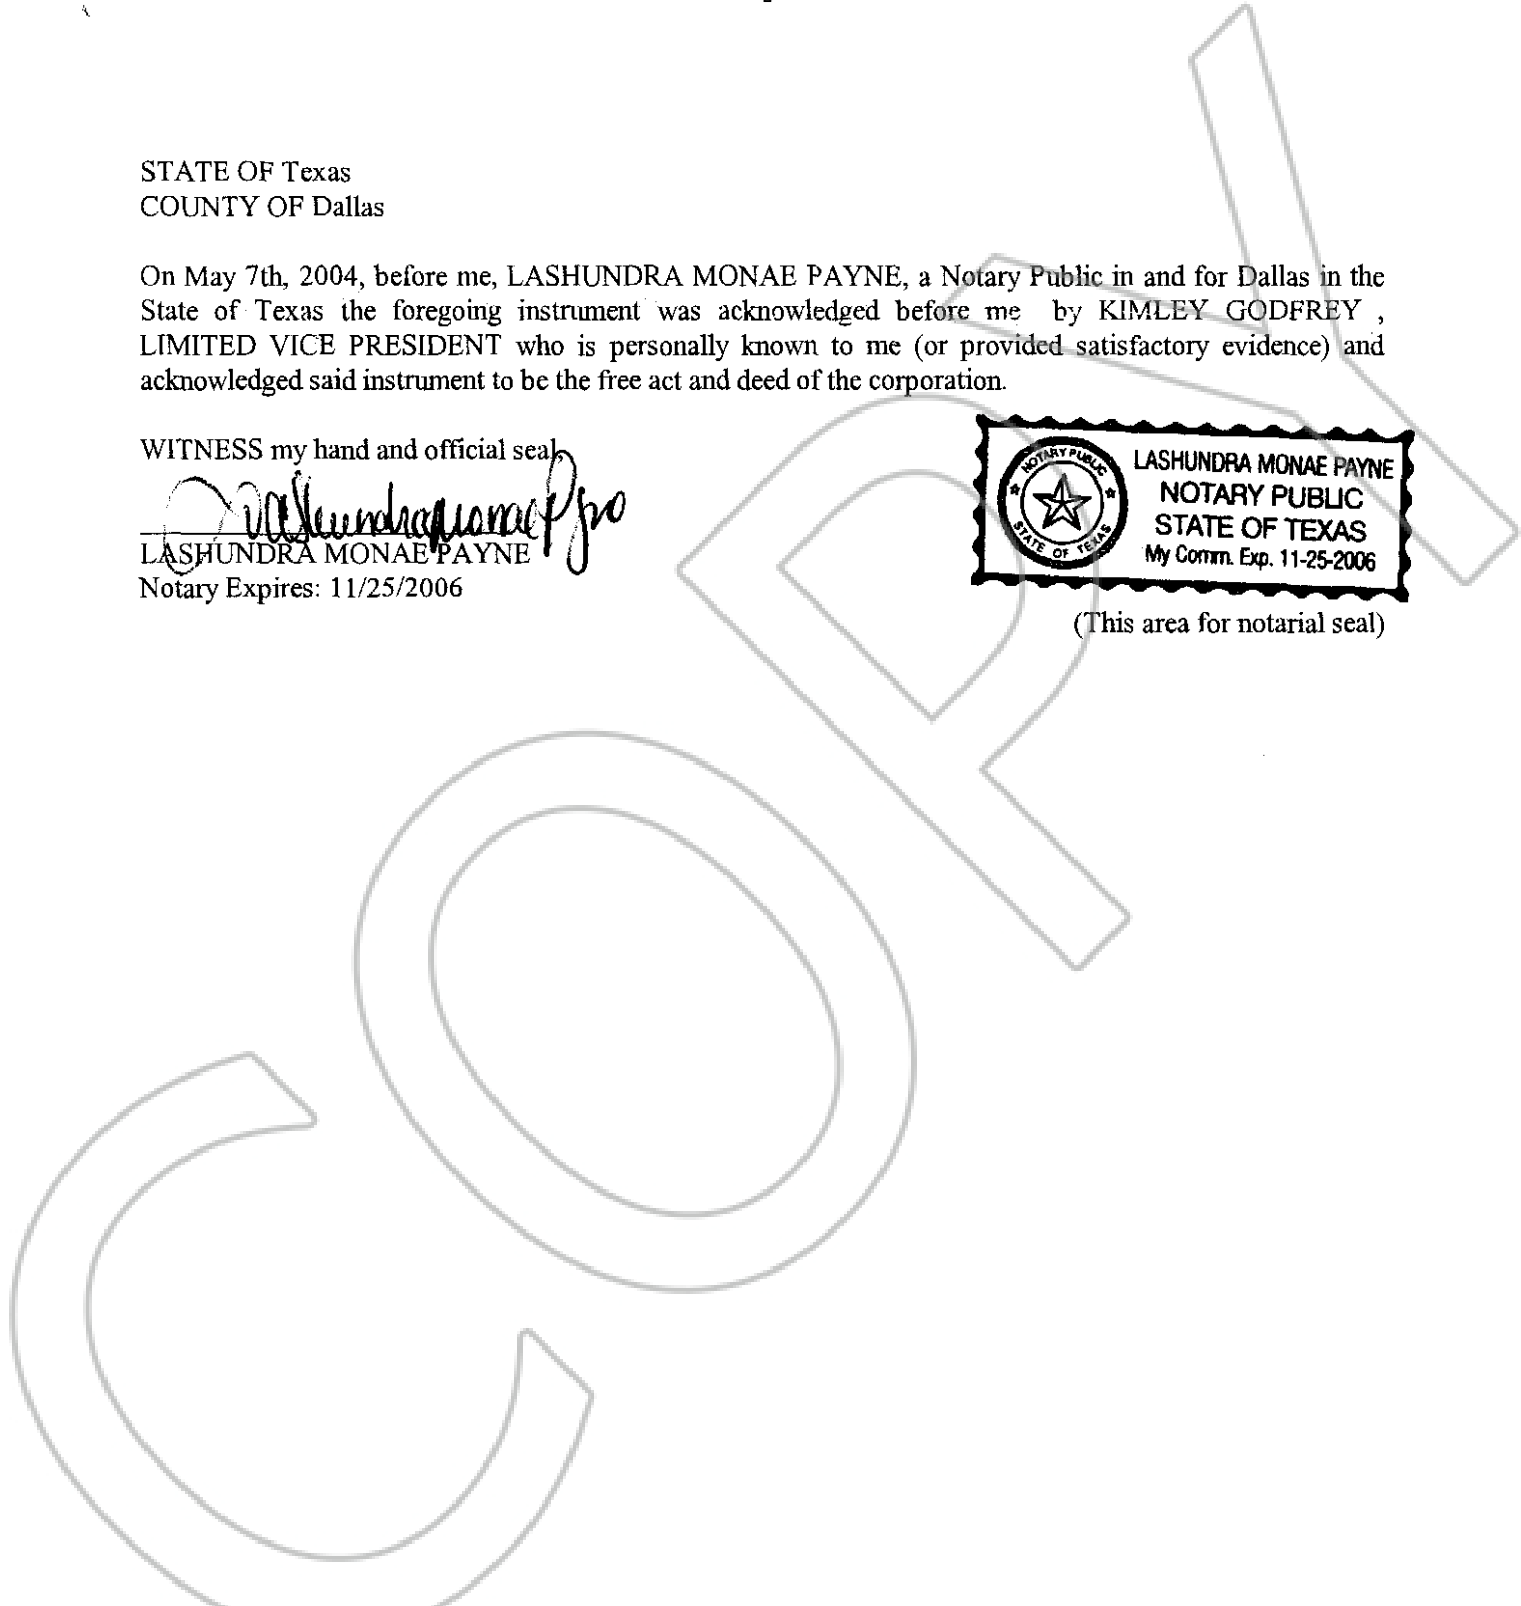 STATE OF Texas
COUNTY OF Dallas
On May 7th, 2004, before me, LASHUNDRA MONAE PAYNE, a Notary Public in and for Dallas in the
State of Texas the foregoing instrument was acknowledged before me by KIMLEY GODFREY ,
LIMITED VICE PRESIDENT who is personally known to me (or provided satisfactory evidence) and
acknowledged said instrument to be the free act and deed of the corporation.
WITNESS my hand and official seal,
LASHUNDRA MONAE PAYNE
Notary Expires: 11/25/2006
NOTARY PUBLIC
STATE OF TEXAS
LASHUNDRA MONAE PAYNE
NOTARY PUBLIC
STATE OF TEXAS
My Comm. Exp. 11-25-2006
(This area for notarial seal)
COPY